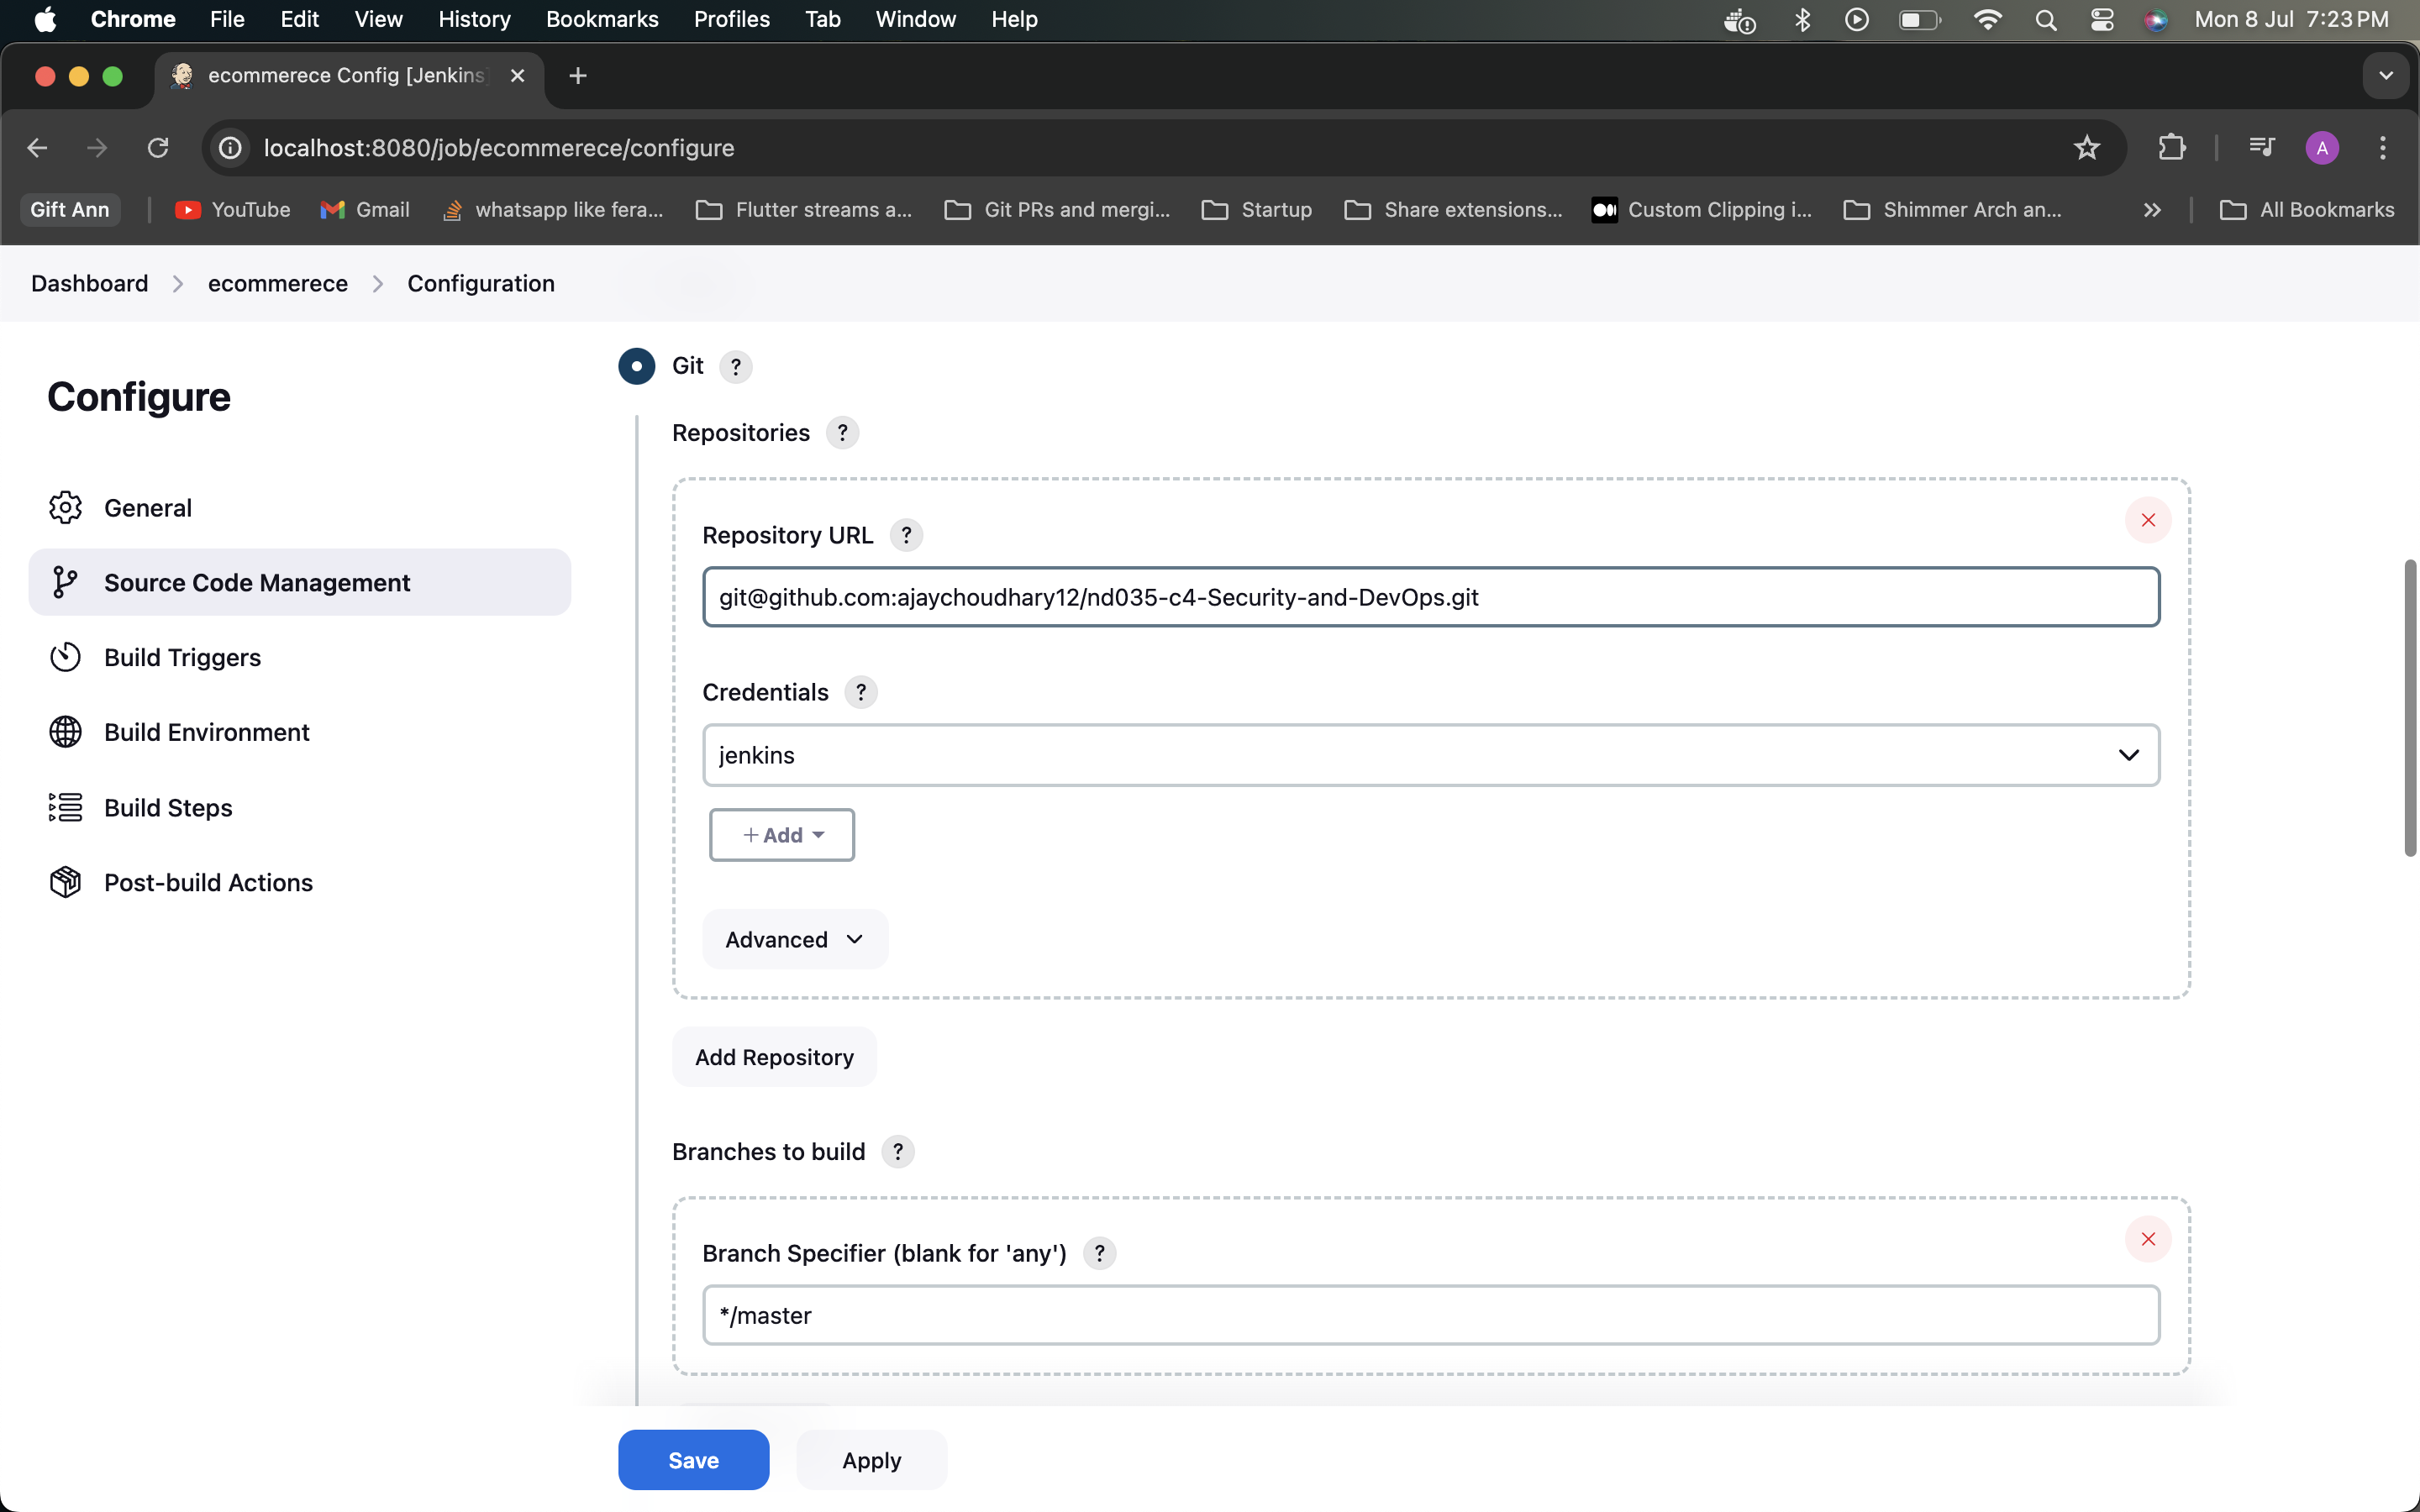 Chrome File Edit View History Bookmarks Profiles Tab Window Help Mon 8 Jul 7:23 PM
ecommerece Config [Jenkins]
localhost:8080/job/ecommerece/configure A
Gift Ann YouTube Gmail whatsapp like fera... Flutter streams a... Git PRs and mergi... Startup Share extensions... Custom Clipping i... Shimmer Arch an... All Bookmarks
Dashboard ecommerece Configuration
Configure
General
Source Code Management
Build Triggers
Build Environment
Build Steps
Post-build Actions
Git ?
Repositories ?
Repository URL ?
git@github.com:ajaychoudhary12/nd035-c4-Security-and-DevOps.git
Credentials ?
jenkins
+ Add
Advanced
Add Repository
Branches to build ?
Branch Specifier (blank for 'any') ?
*/master
Save Apply